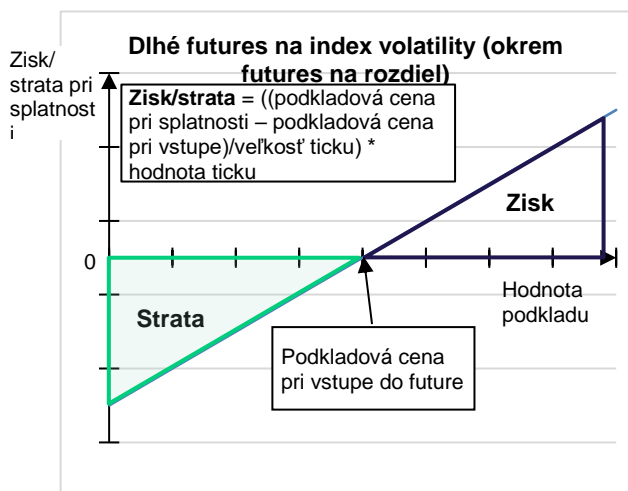 Dlhé futures na index volatility (okrem
futures na rozdiel)
Zisk/
strata pri
splatnost
i
Zisk/strata = ((podkladová cena
pri splatnosti – podkladová cena
pri vstupe)/veľkosť ticku) *
hodnota ticku
Zisk
0
Hodnota
podkladu
Strata
Podkladová cena
pri vstupe do future